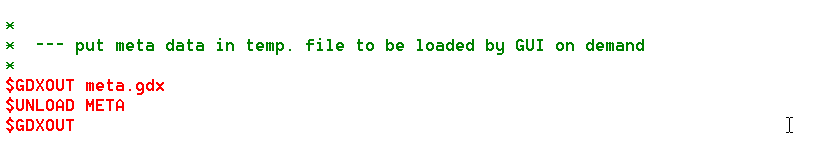 *
*  --- put meta data in temp. file to be loaded by GUI on demand
*
$GDXOUT meta.gdx
$UNLOAD META
$GDXOUT